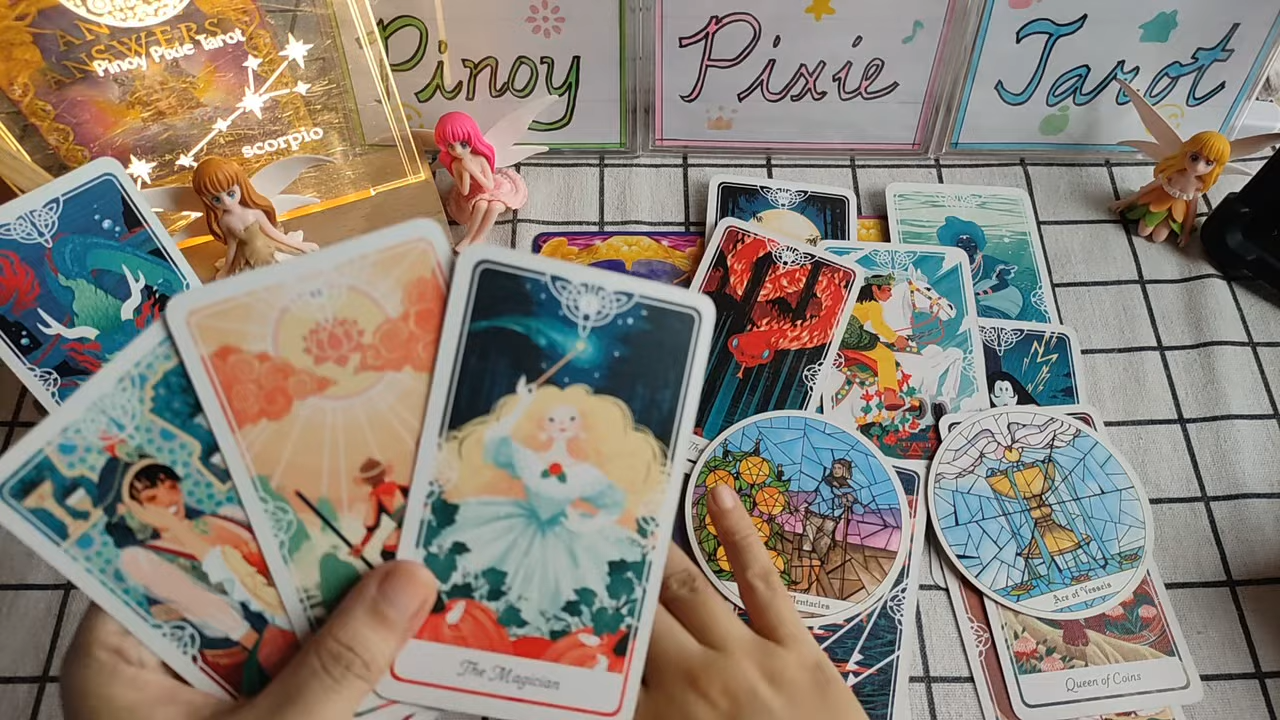 ANSWERS
Pinoy Pixie Tarot
scorpio
Pinoy
Pixie
Tarot
The Magician
Pentacles
Ace of Vessels
Queen of Coins